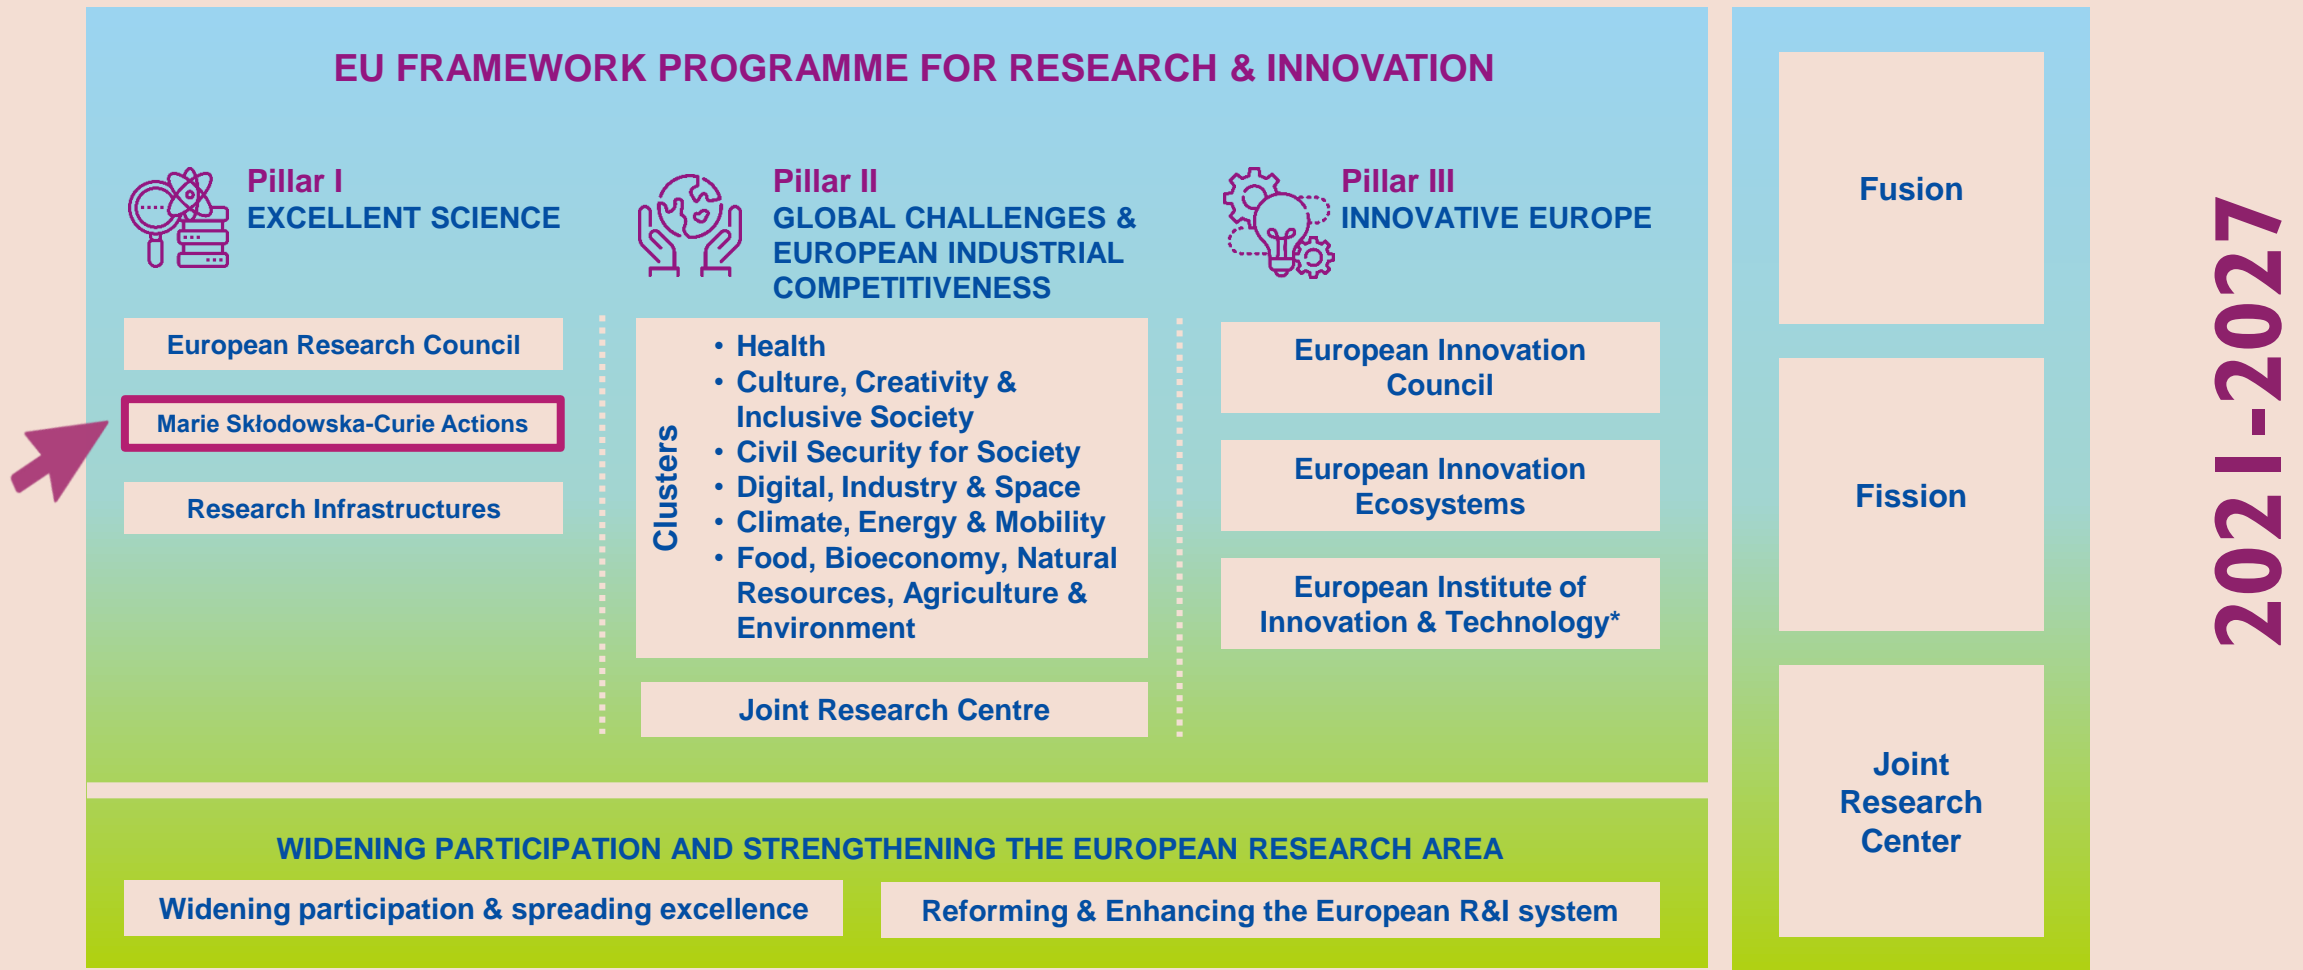 EU FRAMEWORK PROGRAMME FOR RESEARCH & INNOVATION
Pillar I
EXCELLENT SCIENCE
European Research Council
Marie Skłodowska-Curie Actions
Research Infrastructures
Pillar II
GLOBAL CHALLENGES &
EUROPEAN INDUSTRIAL
COMPETITIVENESS
Clusters
• Health
• Culture, Creativity &
Inclusive Society
• Civil Security for Society
• Digital, Industry & Space
• Climate, Energy & Mobility
• Food, Bioeconomy, Natural
Resources, Agriculture &
Environment
Joint Research Centre
Pillar III
INNOVATIVE EUROPE
European Innovation
Council
European Innovation
Ecosystems
European Institute of
Innovation & Technology*
WIDENING PARTICIPATION AND STRENGTHENING THE EUROPEAN RESEARCH AREA
Widening participation & spreading excellence
Reforming & Enhancing the European R&I system
Fusion
Fission
Joint
Research
Center
2021-2027